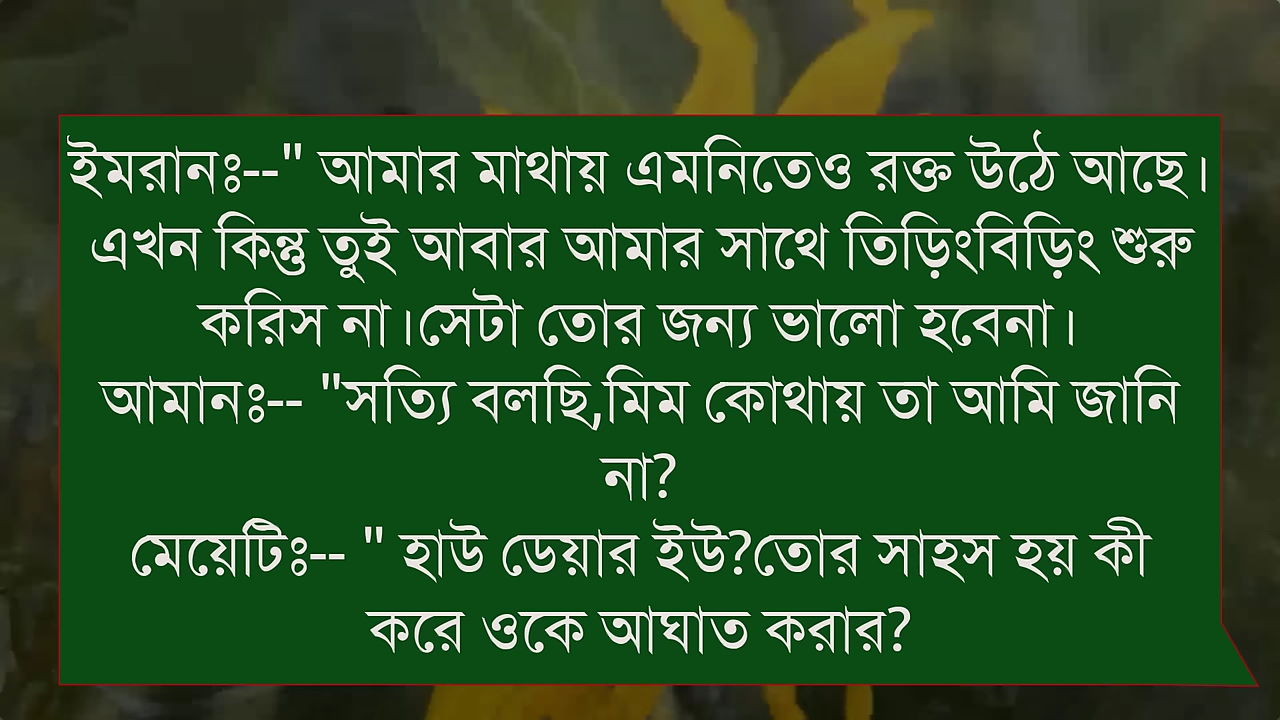 ইমরানঃ--" আমার মাথায় এমনিতেও রক্ত উঠে আছে।
এখন কিন্তু তুই আবার আমার সাথে তিড়িংবিড়িং শুরু
করিস না।সেটা তোর জন্য ভালো হবেনা।
আমানঃ-- "সত্যি বলছি,মিম কোথায় তা আমি জানি
না?
মেয়েটিঃ-- " হাউ ডেয়ার ইউ?তোর সাহস হয় কী
করে ওকে আঘাত করার?